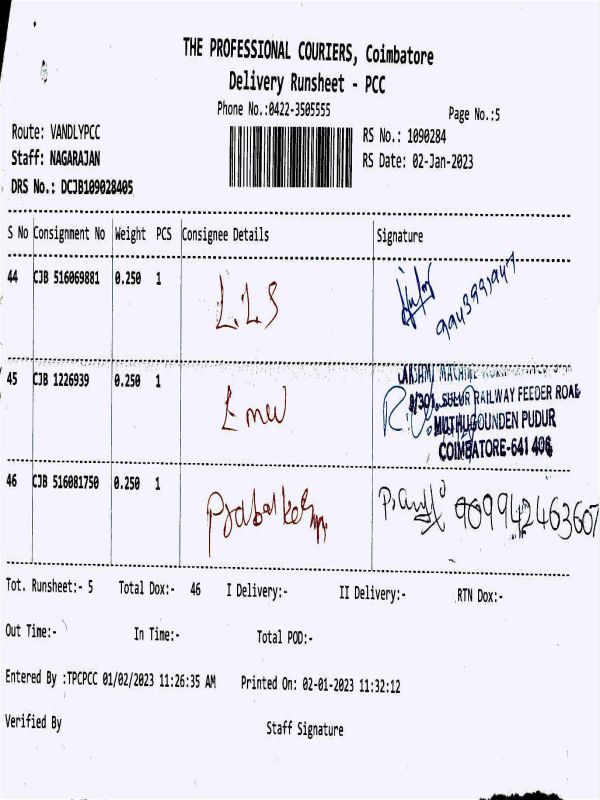 THE PROFESSIONAL COURIERS, Coimbatore
Delivery Runsheet - PCC
Phone No.:0422-3505555
Page No.:5
Route: VANDLYPCC
RS No.: 1090284
Staff: NAGARAJAN
RS Date: 02-Jan-2023
DRS No.: DCJB109028405
S No Consignment No Weight PCS Consignee Details Signature
44 CJB 516069881 0.250 1 L.L.S
45 CJB 1226939 0.250 1
LAKSHMI MACHINE
SULUR RAILWAY FEEDER ROAD
MUTHUGOUNDEN PUDUR
COIMBATORE-641 406
46 CJB 516081750 0.250 1
Tot. Runsheet:- 5 Total Dox:- 46 I Delivery:- II Delivery:- RTN Dox:-
Out Time:- In Time:- Total POD:-
Entered By :TPCPCC 01/02/2023 11:26:35 AM Printed On: 02-01-2023 11:32:12
Verified By Staff Signature